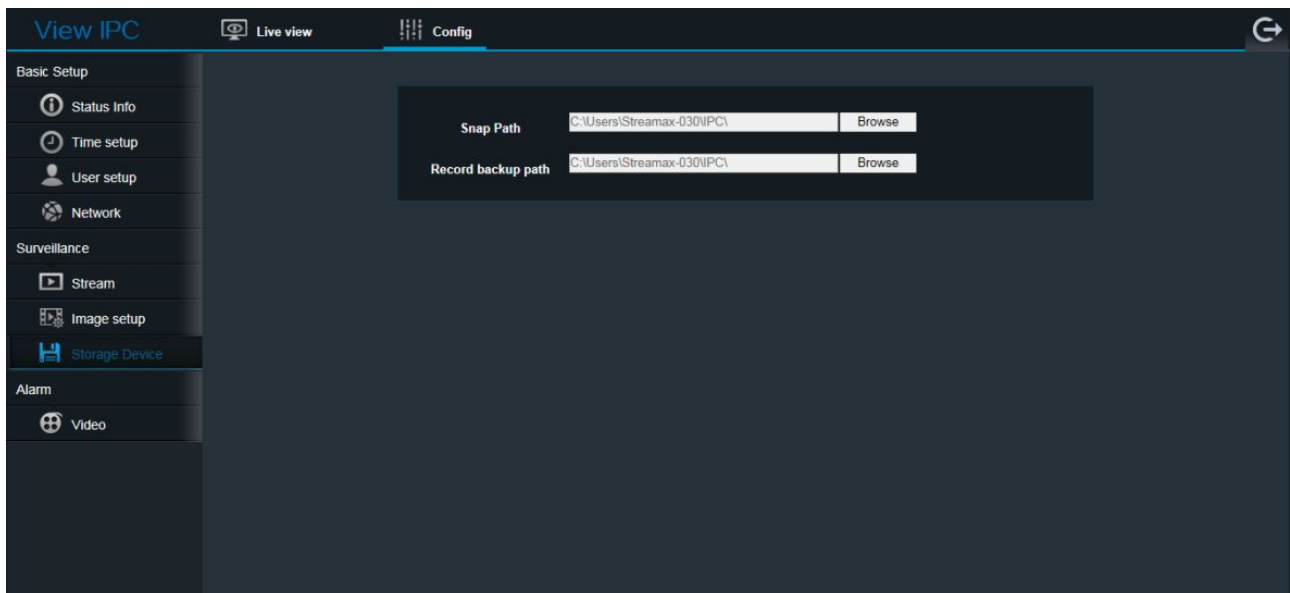 View IPC
Live view
Config
Basic Setup
Status Info
Time setup
User setup
Network
Surveillance
Stream
Image setup
Storage Device
Alarm
Video
Snap Path C:\Users\Streamax-030\IPC\ Browse
Record backup path C:\Users\Streamax-030\IPC\ Browse